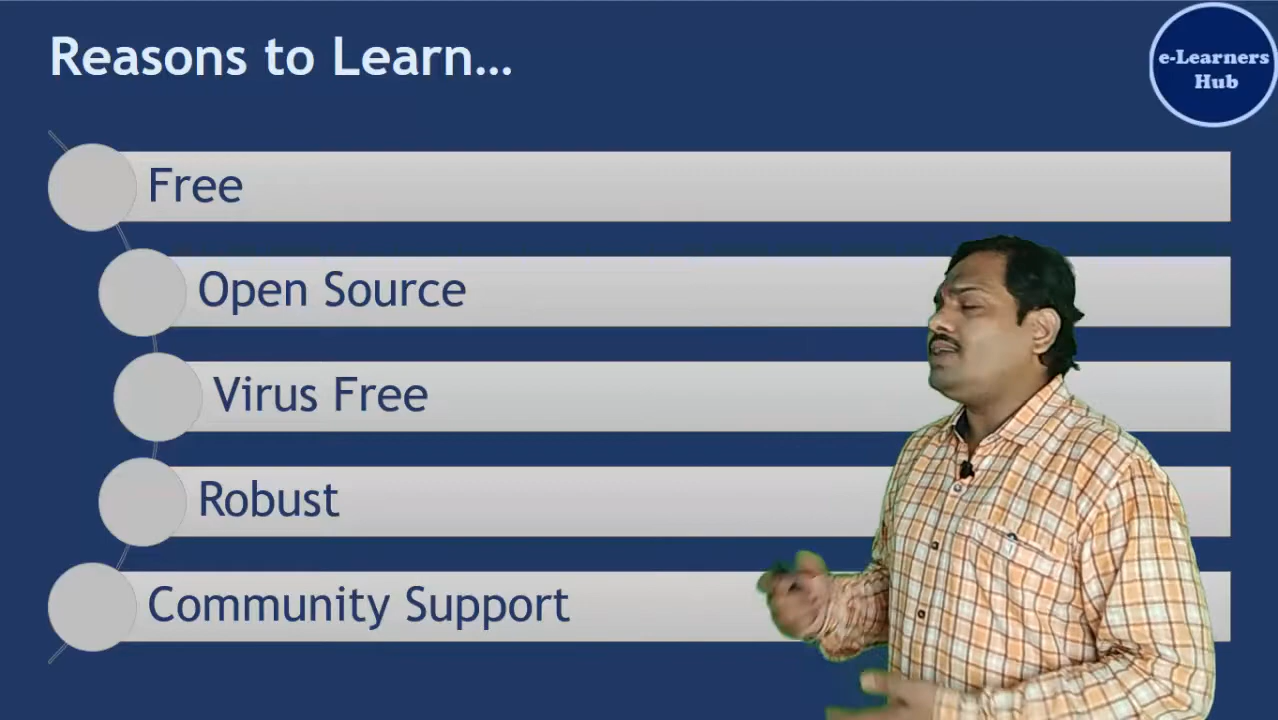 Reasons to Learn…
e-Learners
Hub
Free
Open Source
Virus Free
Robust
Community Support